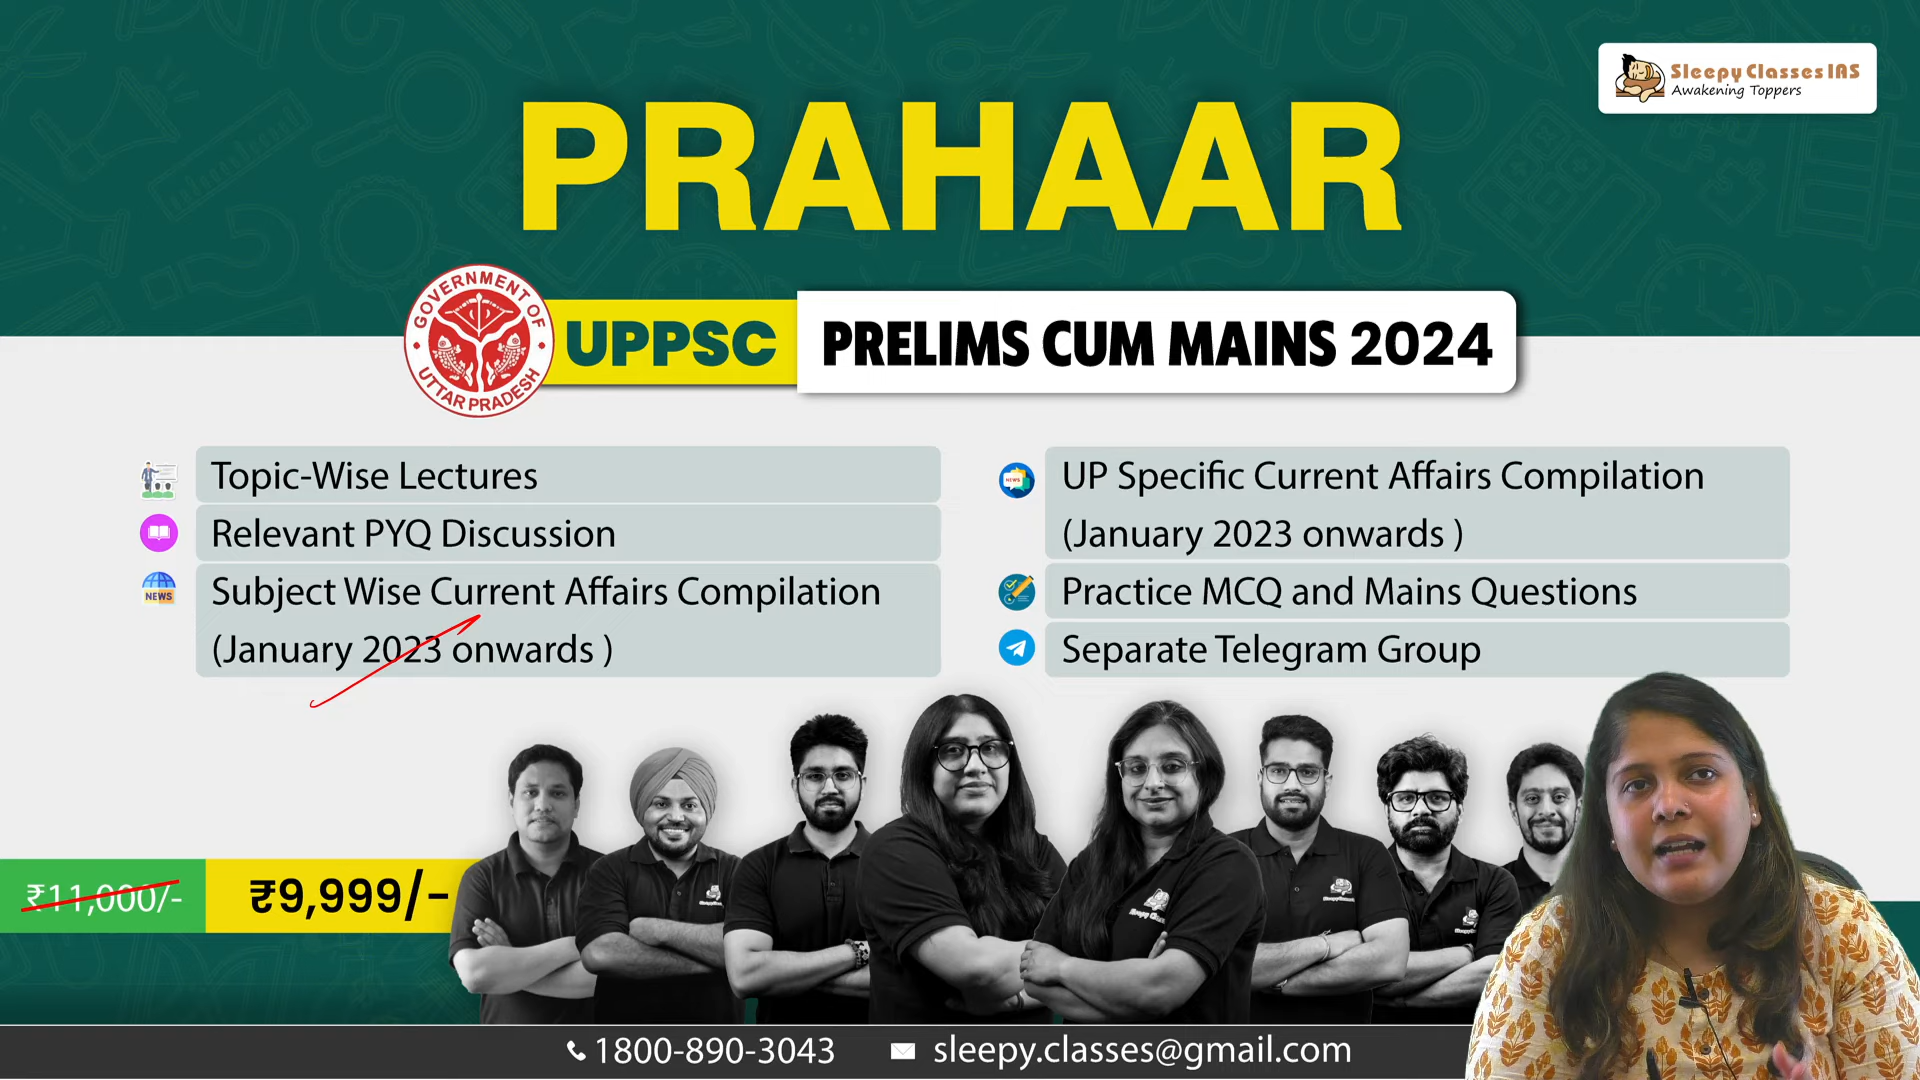 Sleepy Classes IAS
Awakening Toppers
PRAHAAR
GOVERNMENT OF
UTTAR PRADESH
UPPSC
PRELIMS CUM MAINS 2024
Topic-Wise Lectures
Relevant PYQ Discussion
NEWS
Subject Wise Current Affairs Compilation
(January 2023 onwards )
NEWS
UP Specific Current Affairs Compilation
(January 2023 onwards )
Practice MCQ and Mains Questions
Separate Telegram Group
₹11,000/-
₹9,999/-
1800-890-3043
sleepy.classes@gmail.com